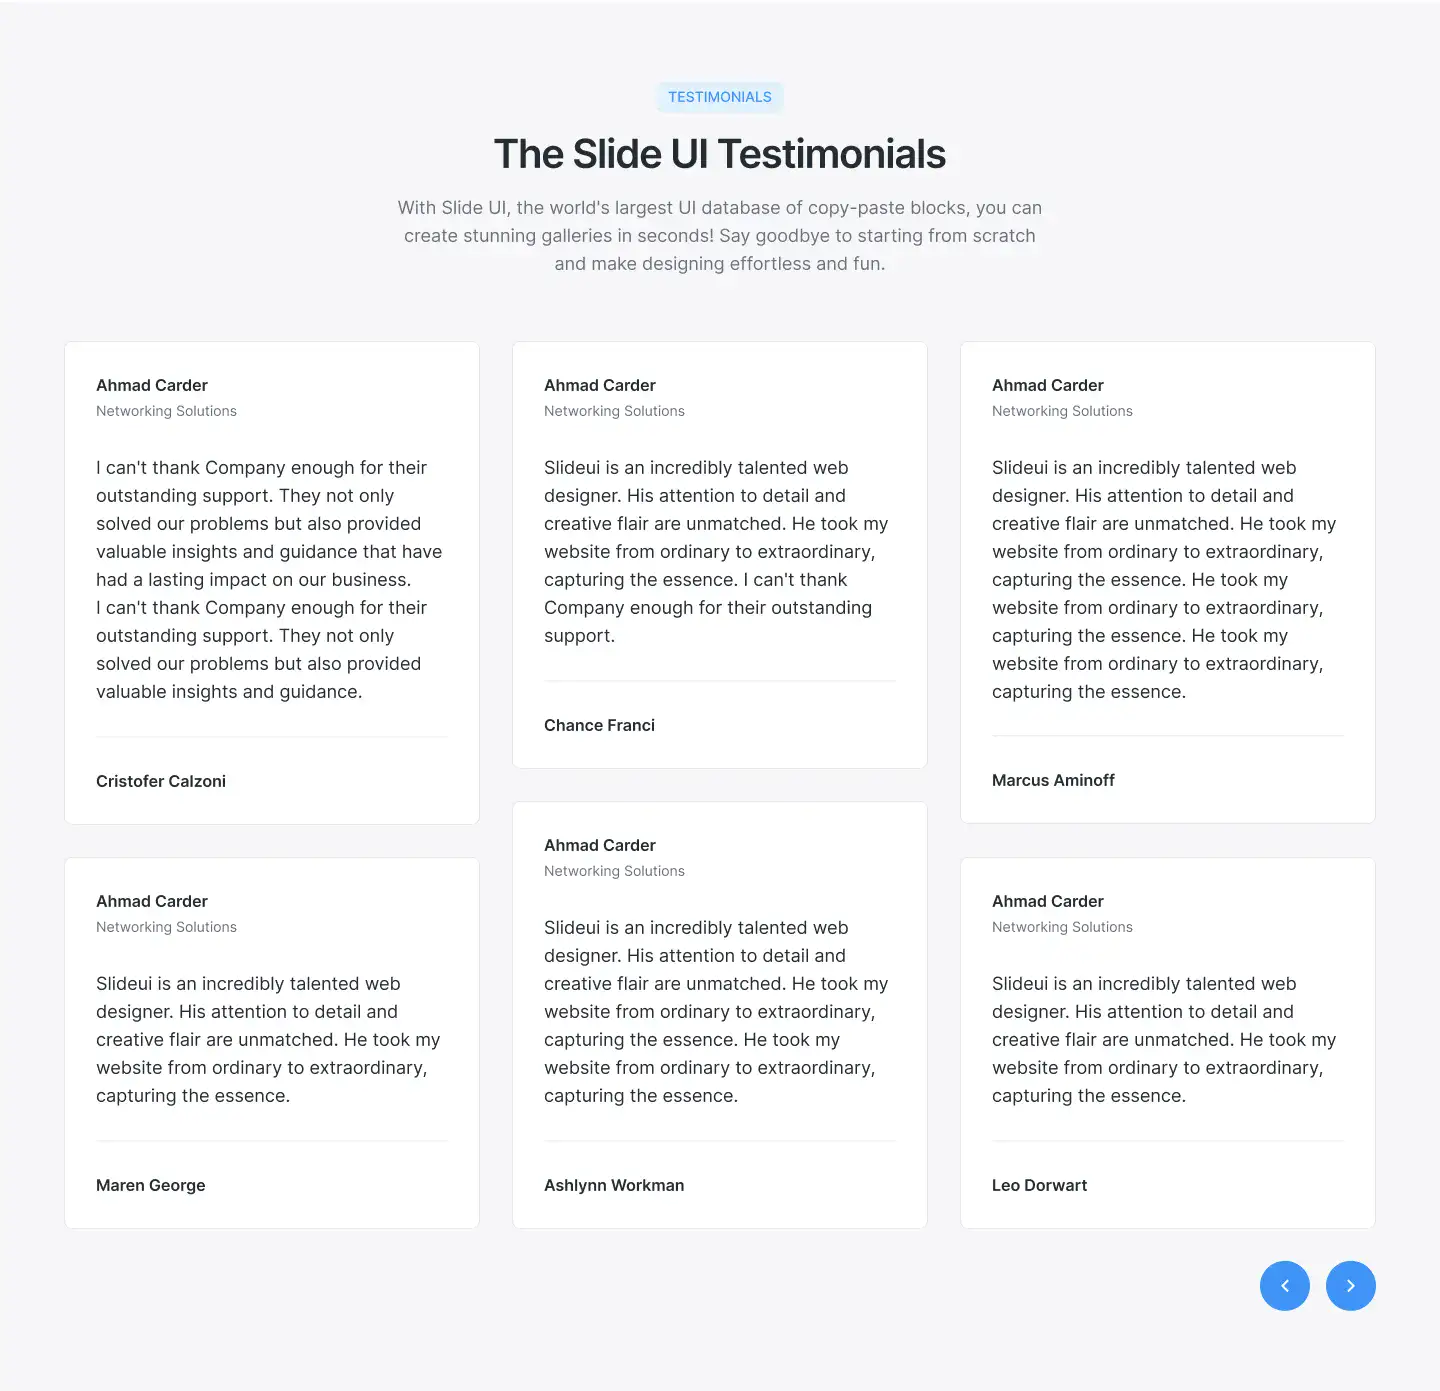 TESTIMONIALS
The Slide UI Testimonials
With Slide UI, the world's largest UI database of copy-paste blocks, you can
create stunning galleries in seconds! Say goodbye to starting from scratch
and make designing effortless and fun.
Ahmad Carder
Networking Solutions
I can't thank Company enough for their
outstanding support. They not only
solved our problems but also provided
valuable insights and guidance that have
had a lasting impact on our business.
I can't thank Company enough for their
outstanding support. They not only
solved our problems but also provided
valuable insights and guidance.
Cristofer Calzoni
Ahmad Carder
Networking Solutions
Slideui is an incredibly talented web
designer. His attention to detail and
creative flair are unmatched. He took my
website from ordinary to extraordinary,
capturing the essence.
Maren George
Ahmad Carder
Networking Solutions
Slideui is an incredibly talented web
designer. His attention to detail and
creative flair are unmatched. He took my
website from ordinary to extraordinary,
capturing the essence. I can't thank
Company enough for their outstanding
support.
Chance Franci
Ahmad Carder
Networking Solutions
Slideui is an incredibly talented web
designer. His attention to detail and
creative flair are unmatched. He took my
website from ordinary to extraordinary,
capturing the essence. He took my
website from ordinary to extraordinary,
capturing the essence.
Ashlynn Workman
Ahmad Carder
Networking Solutions
Slideui is an incredibly talented web
designer. His attention to detail and
creative flair are unmatched. He took my
website from ordinary to extraordinary,
capturing the essence. He took my
website from ordinary to extraordinary,
capturing the essence. He took my
website from ordinary to extraordinary,
capturing the essence.
Marcus Aminoff
Ahmad Carder
Networking Solutions
Slideui is an incredibly talented web
designer. His attention to detail and
creative flair are unmatched. He took my
website from ordinary to extraordinary,
capturing the essence.
Leo Dorwart